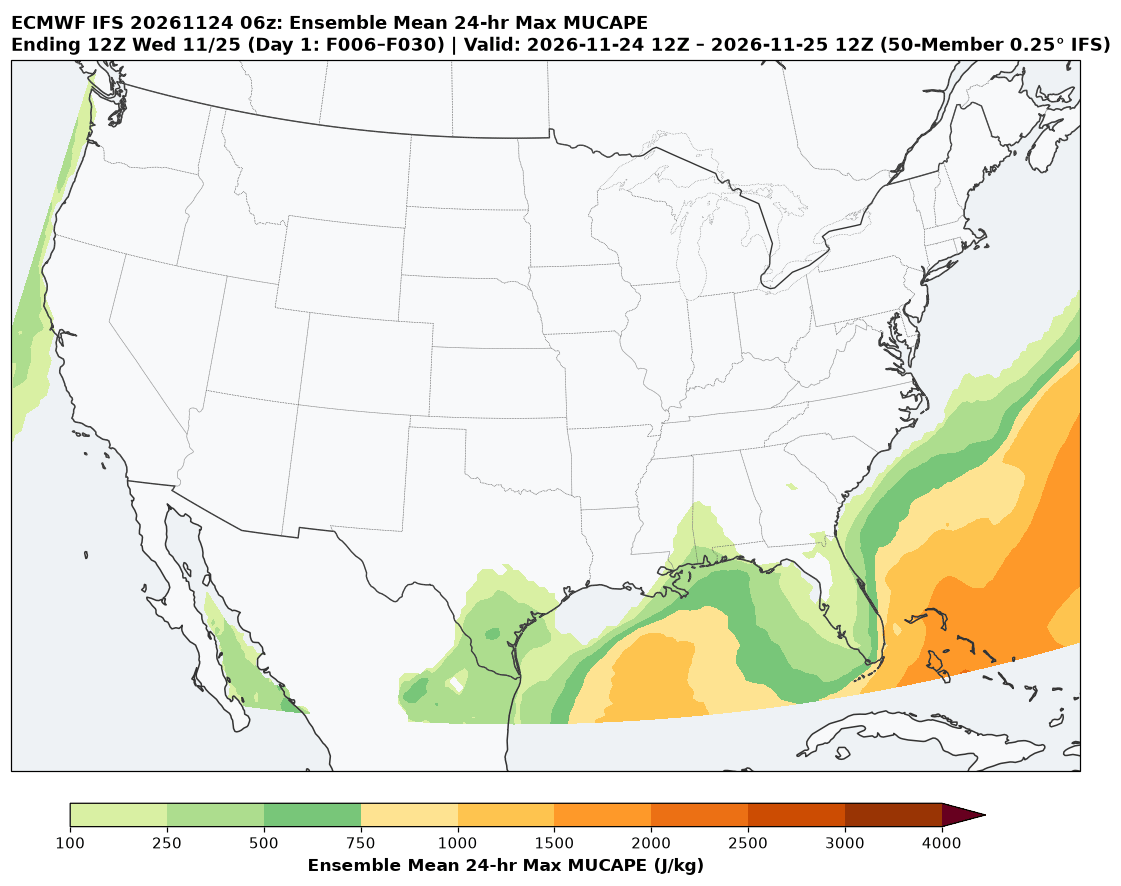 ECMWF IFS 20261124 06z: Ensemble Mean 24-hr Max MUCAPE
Ending 12Z Wed 11/25 (Day 1: F006–F030) | Valid: 2026-11-24 12Z – 2026-11-25 12Z (50-Member 0.25° IFS)
100 250 500 750 1000 1500 2000 2500 3000 4000
Ensemble Mean 24-hr Max MUCAPE (J/kg)